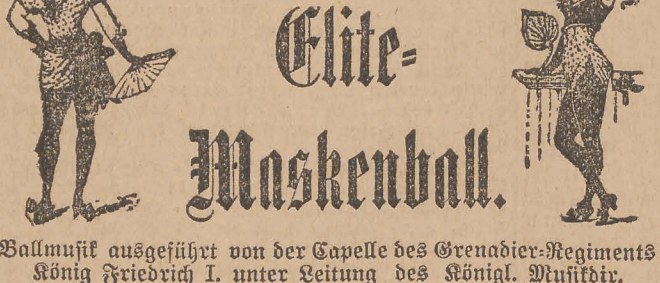 Elite-
Maskenball.
Ballmusik ausgeführt von der Capelle des Grenadier-Regiments
König Friedrich I. unter Leitung des Königl. Musikdir.